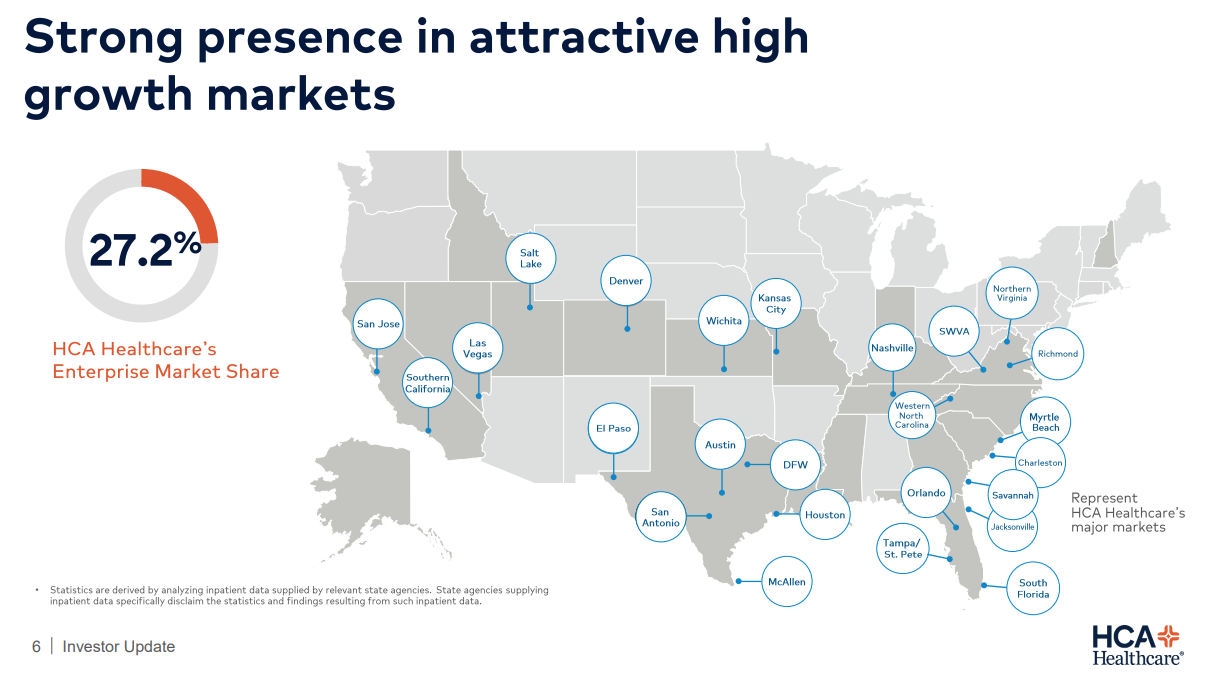 Strong presence in attractive high
growth markets
27.2%
HCA Healthcare's
Enterprise Market Share
Salt
Lake
Denver
Wichita
Kansas
City
San Jose
Las
Vegas
Southern
California
Nashville
SWVA
Northern
Virginia
Richmond
Western
North
Carolina
El Paso
Austin
DFW
San
Antonio
Houston
McAllen
Myrtle
Beach
Charleston
Savannah
Jacksonville
Orlando
Tampa/
St. Pete
South
Florida
Represent
HCA Healthcare's
major markets
• Statistics are derived by analyzing inpatient data supplied by relevant state agencies. State agencies supplying
inpatient data specifically disclaim the statistics and findings resulting from such inpatient data.
6 | Investor Update
HCA
Healthcare®